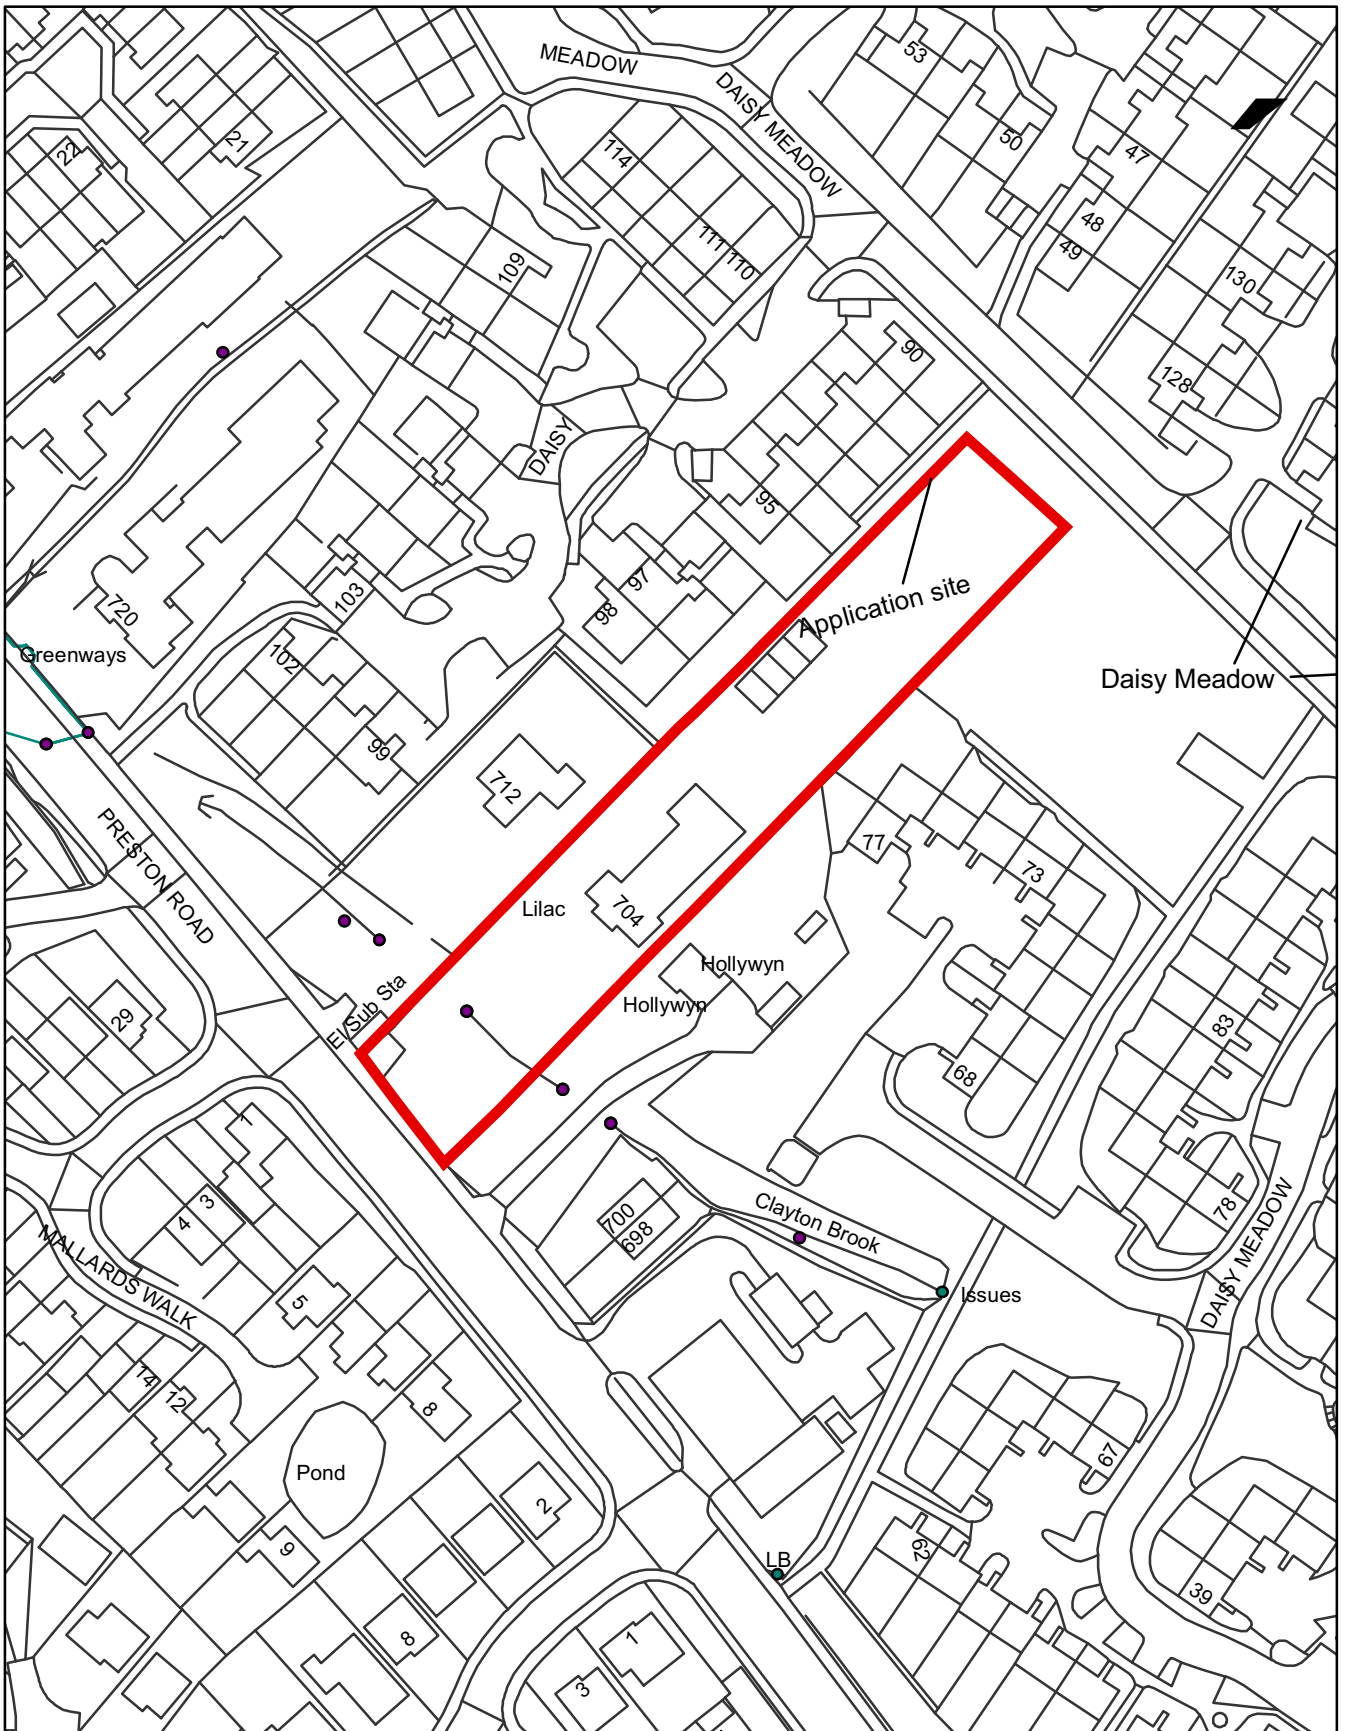 MEADOW
DAISY MEADOW
53
50
47
48
49
22
21
114
111
110
109
130
128
90
95
DAISY
97
98
103
102
99
720
Greenways
Application site
Daisy Meadow
712
PRESTON ROAD
Lilac
704
77
73
Hollywyn
Hollywyn
El Sub Sta
29
83
68
1
3
4
MALLARDS WALK
700
698
Clayton Brook
78
DAISY MEADOW
Issues
5
14
12
8
Pond
67
2
9
62
LB
39
8
1
3